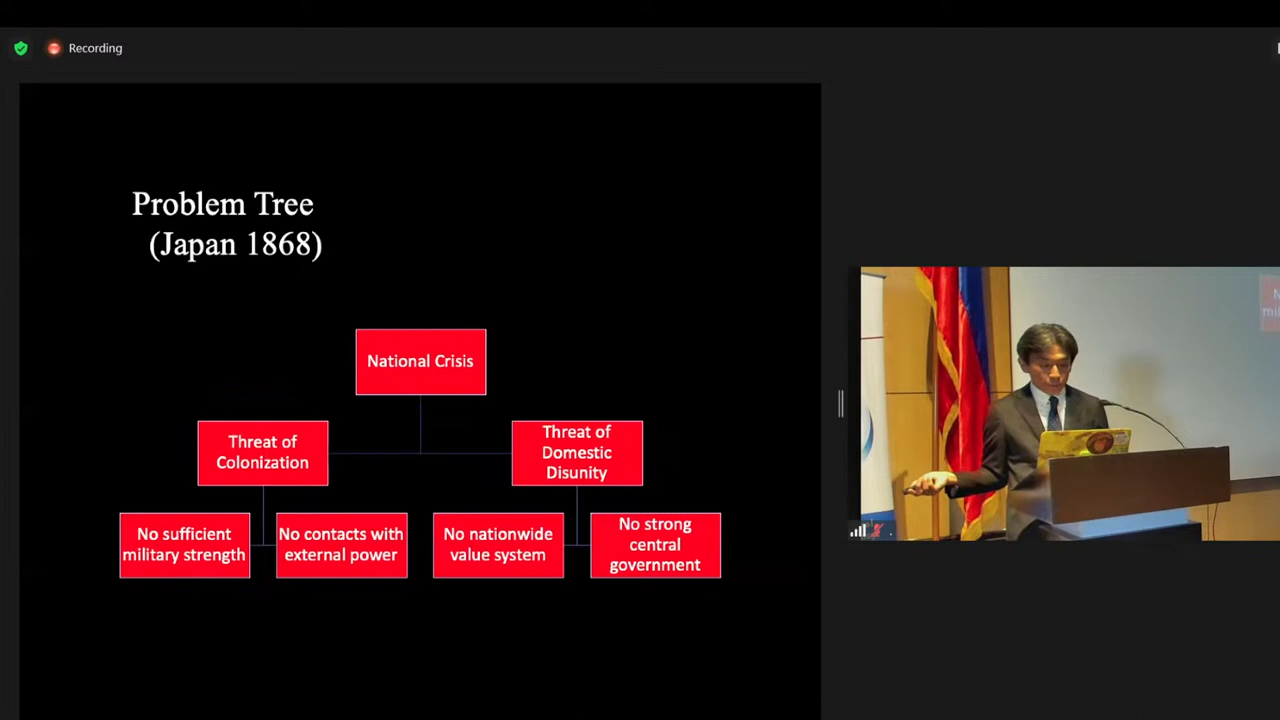 Recording
Problem Tree
(Japan 1868)
National Crisis
Threat of
Colonization
Threat of
Domestic
Disunity
No sufficient
military strength
No contacts with
external power
No nationwide
value system
No strong
central
government